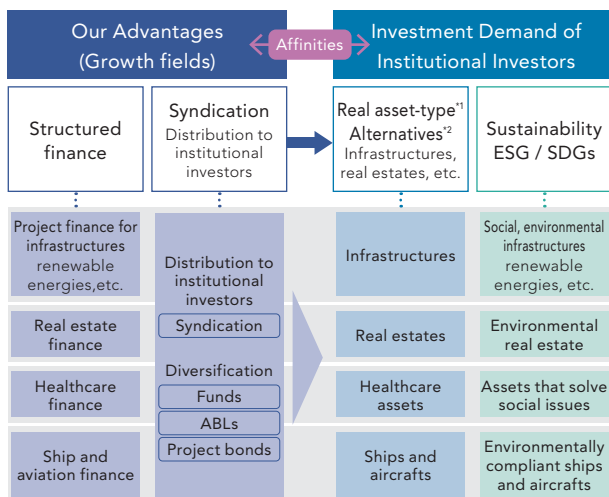 Our Advantages
(Growth fields)
Affinities
Investment Demand of
Institutional Investors
Structured
finance
Syndication
Distribution to
institutional
investors
Real asset-type*1
Alternatives*2
Infrastructures,
real estates, etc.
Sustainability
ESG / SDGs
Project finance for
infrastructures
renewable
energies,etc.
Distribution to
institutional
investors
Syndication
Diversification
Funds
ABLs
Project bonds
Infrastructures
Social, environmental
infrastructures
renewable
energies, etc.
Real estate
finance
Real estates
Environmental
real estate
Healthcare
finance
Healthcare
assets
Assets that solve
social issues
Ship and
aviation finance
Ships and
aircrafts
Environmentally
compliant ships
and aircrafts